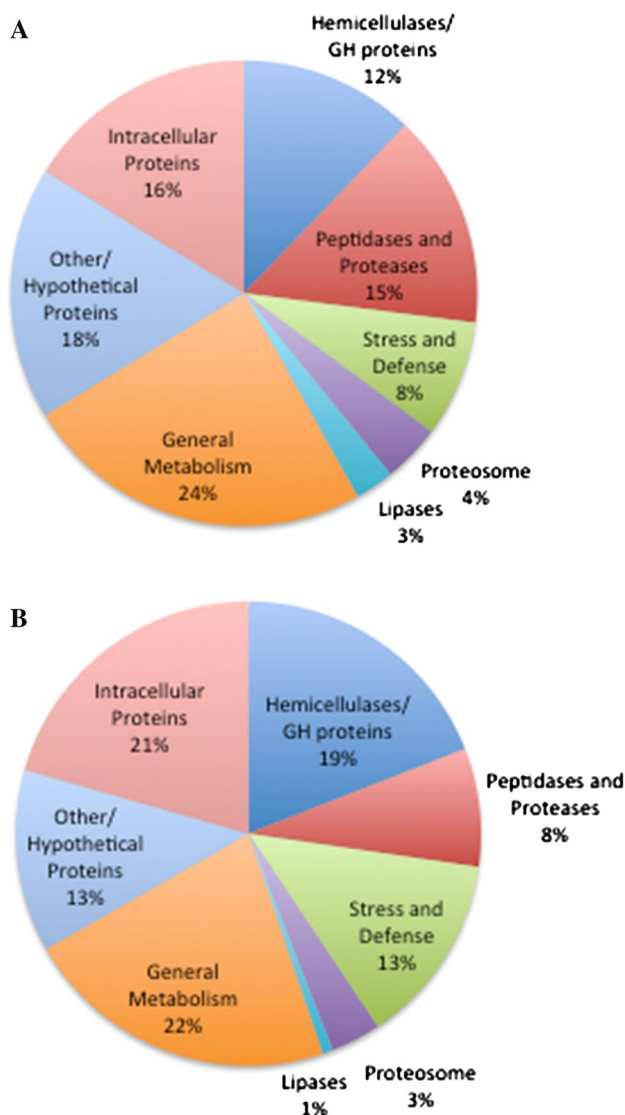 A
Hemicellulases/
GH proteins
12%
Intracellular
Proteins
16%
Peptidases and
Proteases
15%
Other/
Hypothetical
Proteins
18%
Stress and
Defense
8%
General
Metabolism
24%
Proteosome
4%
Lipases
3%
B
Intracellular
Proteins
21%
Hemicellulases/
GH proteins
19%
Peptidases and
Proteases
8%
Other/
Hypothetical
Proteins
13%
Stress and
Defense
13%
General
Metabolism
22%
Lipases
1%
Proteosome
3%